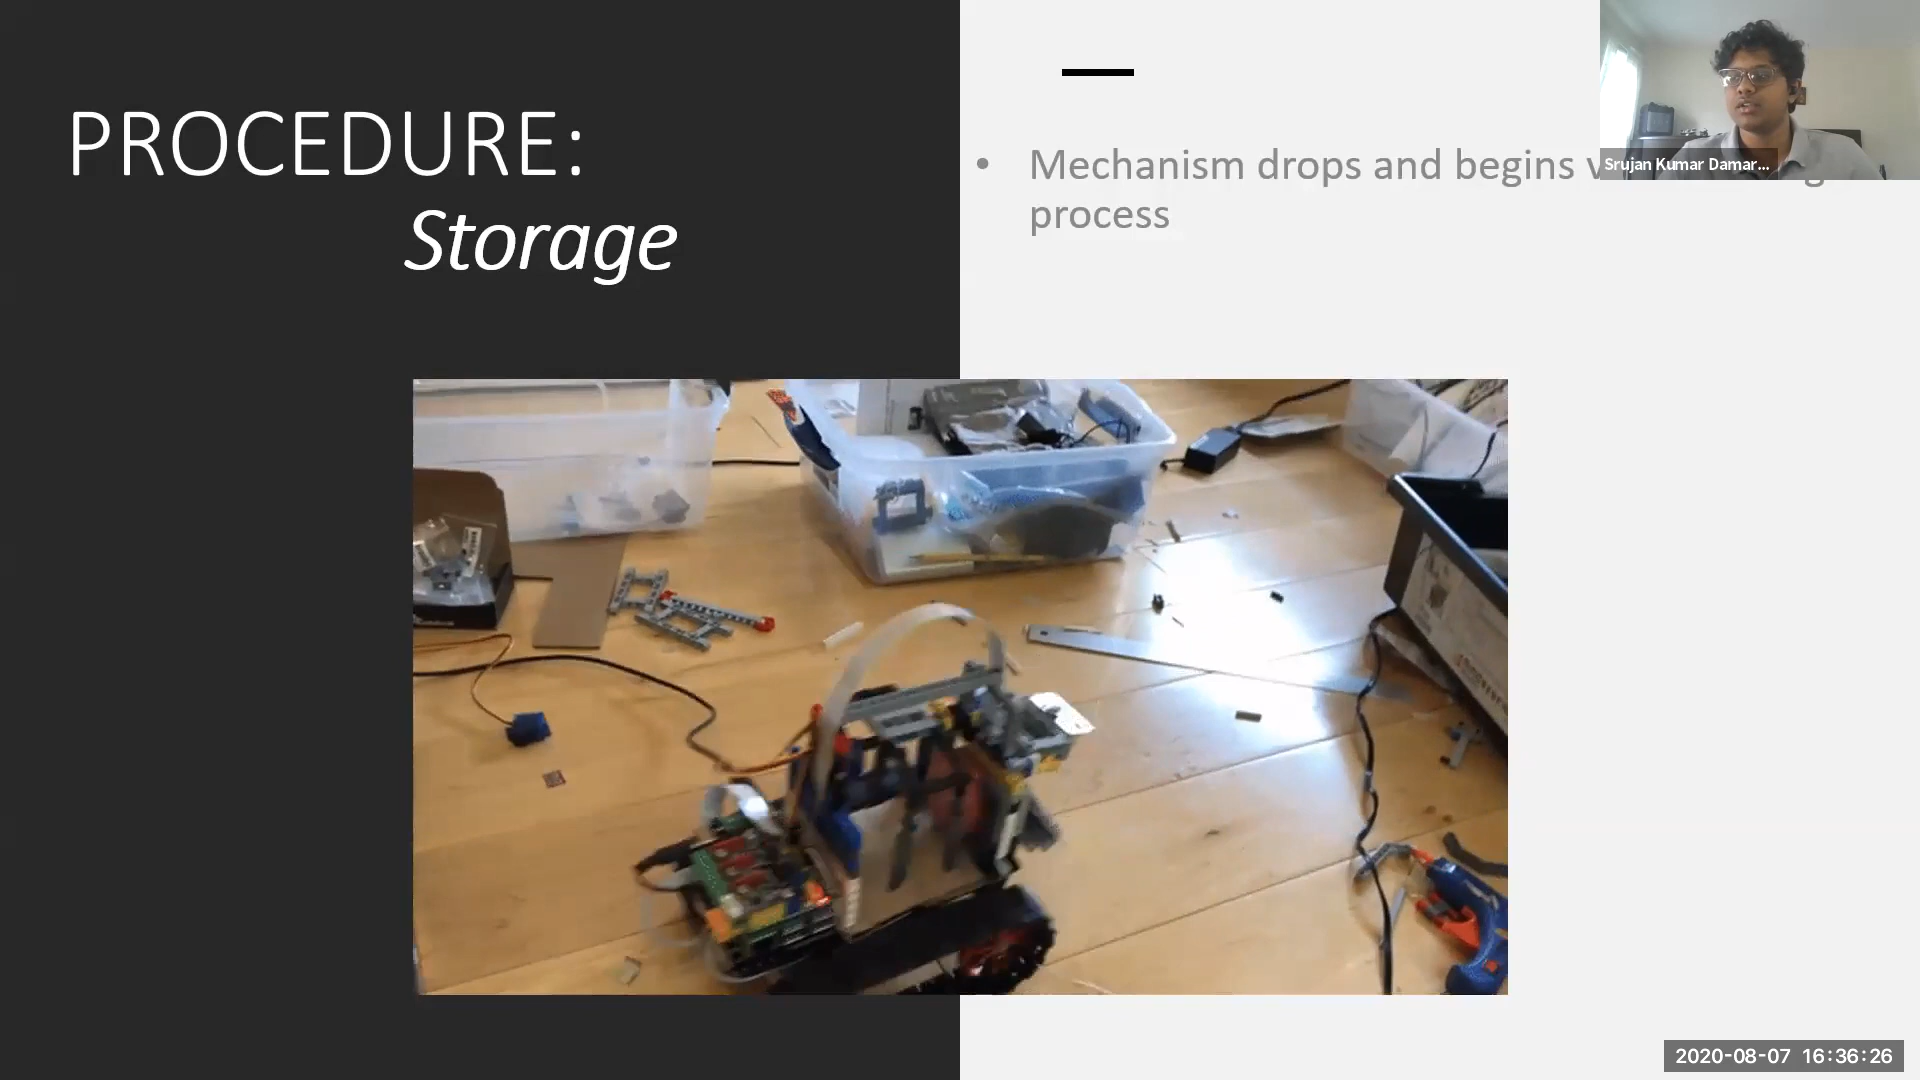 PROCEDURE:
Storage
• Mechanism drops and begins
process
Srujan Kumar Damar...
2020-08-07 16:36:26